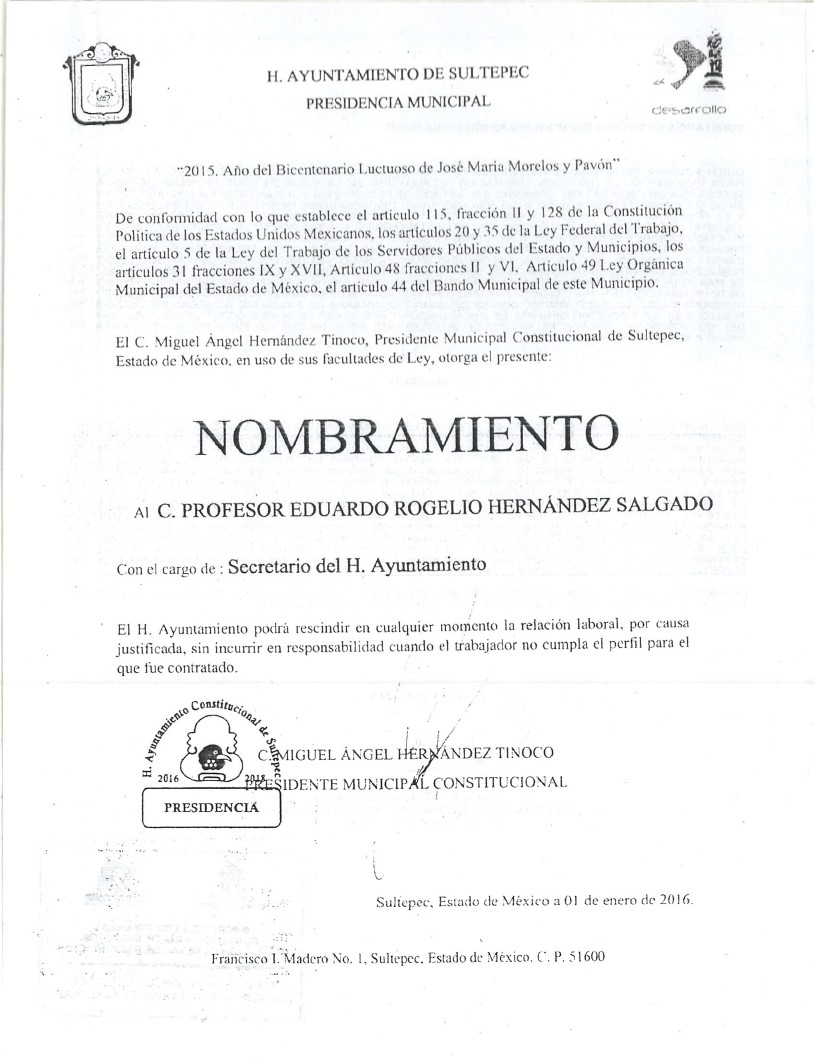 H. AYUNTAMIENTO DE SULTEPEC
PRESIDENCIA MUNICIPAL
desarrollo
"2015. Año del Bicentenario Luctuoso de José María Morelos y Pavón"
De conformidad con lo que establece el artículo 115, fracción II y 128 de la Constitución
Política de los Estados Unidos Mexicanos, los artículos 20 y 35 de la Ley Federal del Trabajo,
el artículo 5 de la Ley del Trabajo de los Servidores Públicos del Estado y Municipios, los
artículos 31 fracciones IX y XVII, Artículo 48 fracciones II y VI, Artículo 49 Ley Orgánica
Municipal del Estado de México, el artículo 44 del Bando Municipal de este Municipio.
El C. Miguel Ángel Hernández Tinoco, Presidente Municipal Constitucional de Sultepec,
Estado de México, en uso de sus facultades de Ley, otorga el presente:
NOMBRAMIENTO
Al C. PROFESOR EDUARDO ROGELIO HERNÁNDEZ SALGADO
Con el cargo de : Secretario del H. Ayuntamiento
El H. Ayuntamiento podrá rescindir en cualquier momento la relación laboral, por causa
justificada, sin incurrir en responsabilidad cuando el trabajador no cumpla el perfil para el
que fue contratado.
H. Ayuntamiento Constitucional de Sultepec
2016 2018
PRESIDENCIA
C. MIGUEL ÁNGEL HERNÁNDEZ TINOCO
PRESIDENTE MUNICIPAL CONSTITUCIONAL
Sultepec, Estado de México a 01 de enero de 2016.
Francisco I. Madero No. 1, Sultepec, Estado de México. C. P. 51600